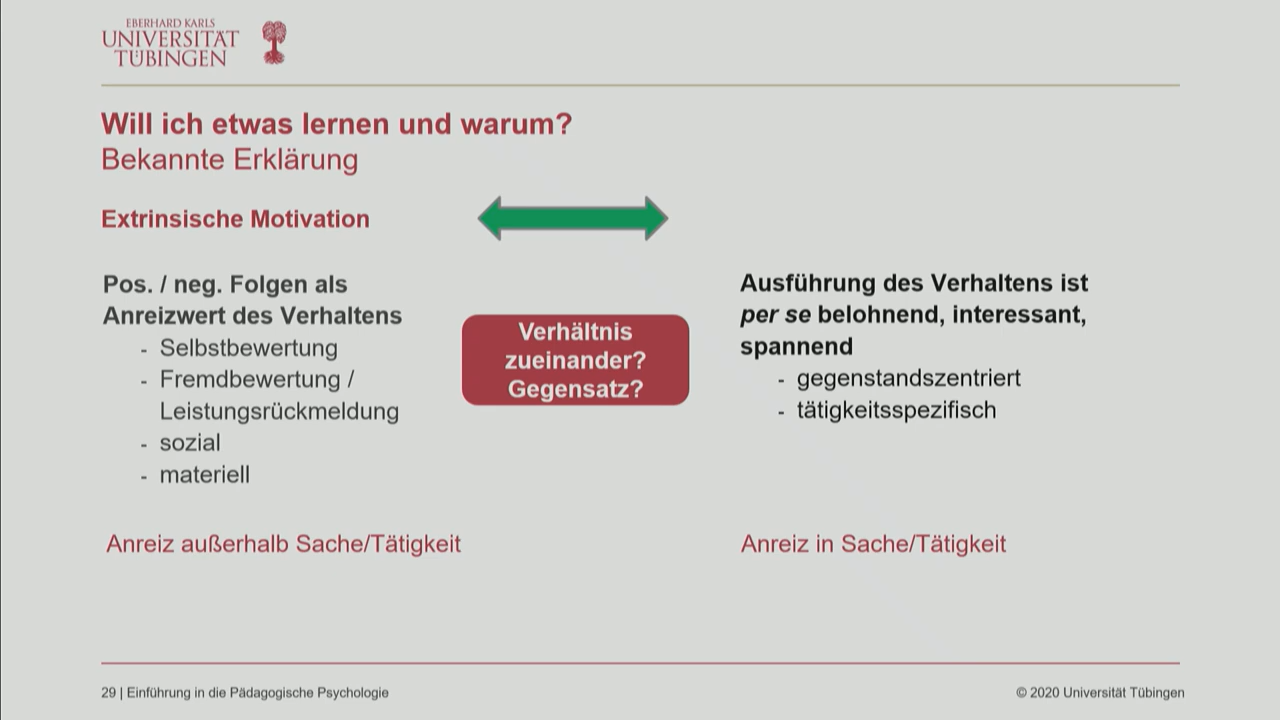 EBERHARD KARLS
UNIVERSITÄT
TÜBINGEN
Will ich etwas lernen und warum?
Bekannte Erklärung
Extrinsische Motivation
Pos. / neg. Folgen als
Anreizwert des Verhaltens
- Selbstbewertung
- Fremdbewertung /
Leistungsrückmeldung
- sozial
- materiell
Anreiz außerhalb Sache/Tätigkeit
Verhältnis
zueinander?
Gegensatz?
Ausführung des Verhaltens ist
per se belohnend, interessant,
spannend
- gegenstandszentriert
- tätigkeitsspezifisch
Anreiz in Sache/Tätigkeit
29 | Einführung in die Pädagogische Psychologie
© 2020 Universität Tübingen